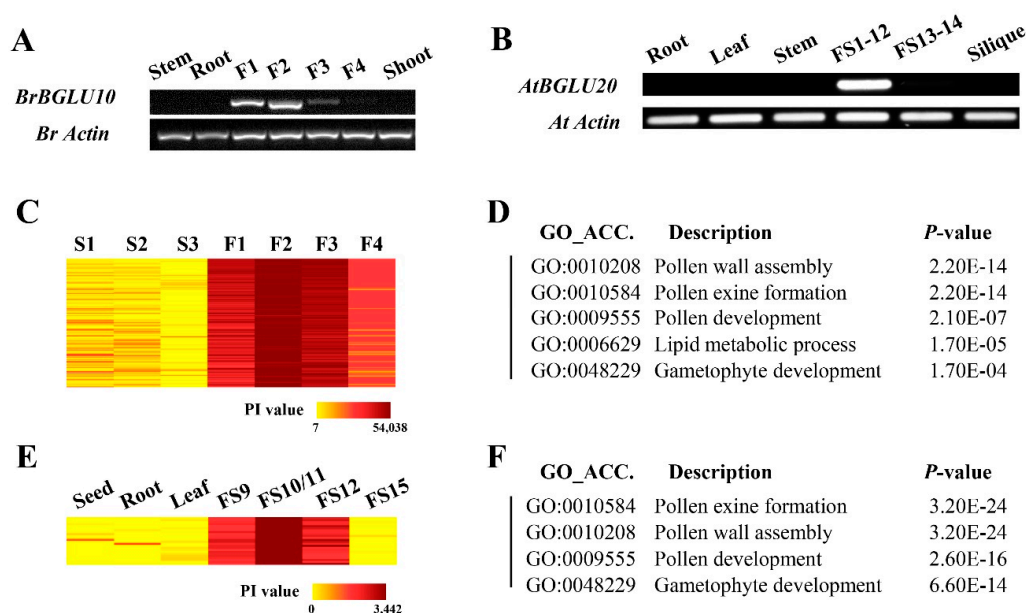 A
Stem Root F1 F2 F3 F4 Shoot
BrBGLU10
Br Actin
B
Root Leaf Stem FS1-12 FS13-14 Silique
AtBGLU20
At Actin
C
S1 S2 S3 F1 F2 F3 F4
PI value
7 54,038
D
GO_ACC. Description P-value
GO:0010208 Pollen wall assembly 2.20E-14
GO:0010584 Pollen exine formation 2.20E-14
GO:0009555 Pollen development 2.10E-07
GO:0006629 Lipid metabolic process 1.70E-05
GO:0048229 Gametophyte development 1.70E-04
E
Seed Root Leaf FS9 FS10/11 FS12 FS15
PI value
0 3,442
F
GO_ACC. Description P-value
GO:0010584 Pollen exine formation 3.20E-24
GO:0010208 Pollen wall assembly 3.20E-24
GO:0009555 Pollen development 2.60E-16
GO:0048229 Gametophyte development 6.60E-14